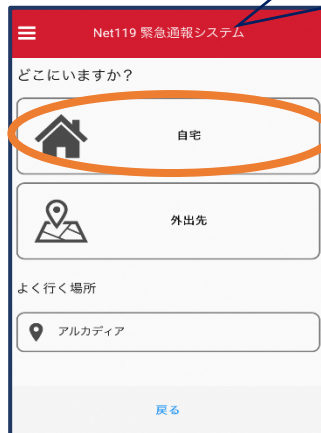 Net119 緊急通報システム
どこにいますか？
自宅
外出先
よく行く場所
アルカディア
戻る